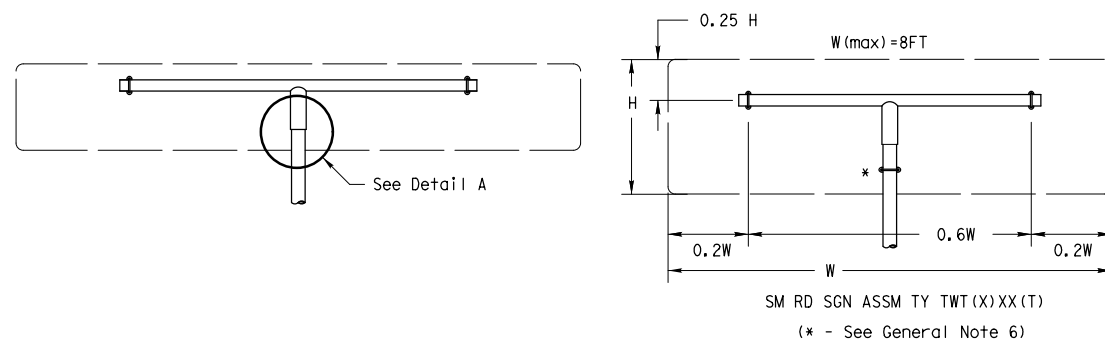 0.25 H
W(max)=8FT
H
*
See Detail A
0.2W
0.6W
0.2W
W
SM RD SGN ASSM TY TWT(X)XX(T)
(* - See General Note 6)